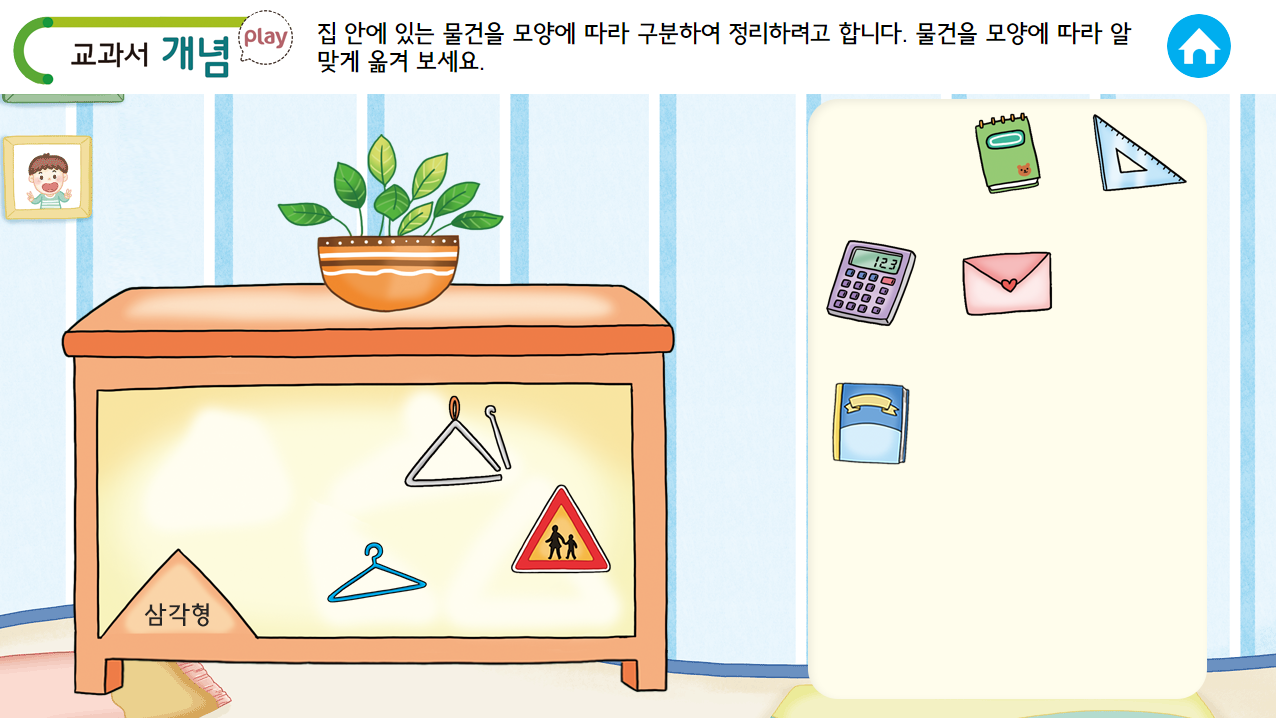 교과서 개념 play
집 안에 있는 물건을 모양에 따라 구분하여 정리하려고 합니다. 물건을 모양에 따라 알
맞게 옮겨 보세요.
123
삼각형